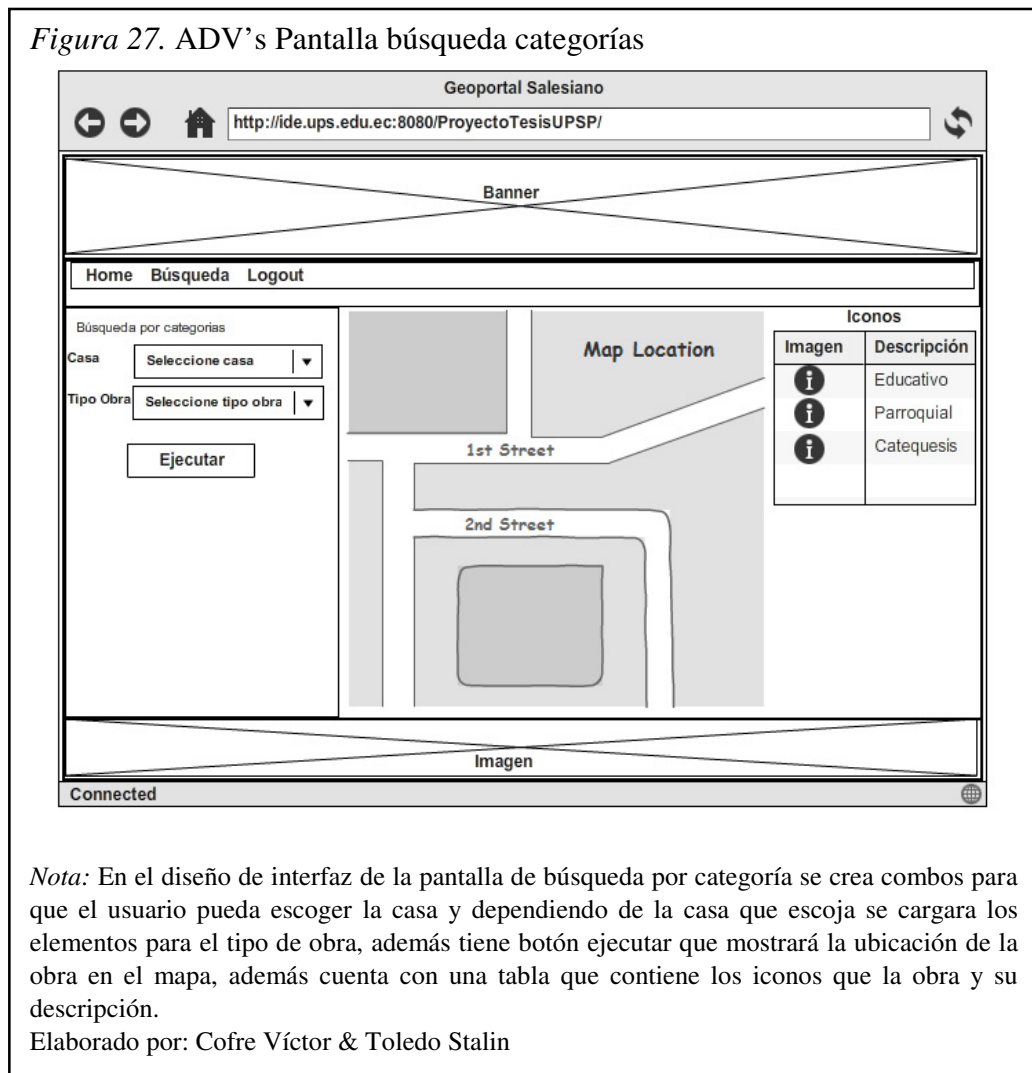 Figura 27. ADV's Pantalla búsqueda categorías
Geoportal Salesiano
http://ide.ups.edu.ec:8080/ProyectoTesisUPSP/
Banner
Home Búsqueda Logout
Búsqueda por categorias
Casa Seleccione casa
Tipo Obra Seleccione tipo obra
Ejecutar
Map Location
1st Street
2nd Street
Iconos
Imagen Descripción
Educativo
Parroquial
Catequesis
Imagen
Connected
Nota: En el diseño de interfaz de la pantalla de búsqueda por categoría se crea combos para
que el usuario pueda escoger la casa y dependiendo de la casa que escoja se cargara los
elementos para el tipo de obra, además tiene botón ejecutar que mostrará la ubicación de la
obra en el mapa, además cuenta con una tabla que contiene los iconos que la obra y su
descripción.
Elaborado por: Cofre Víctor & Toledo Stalin